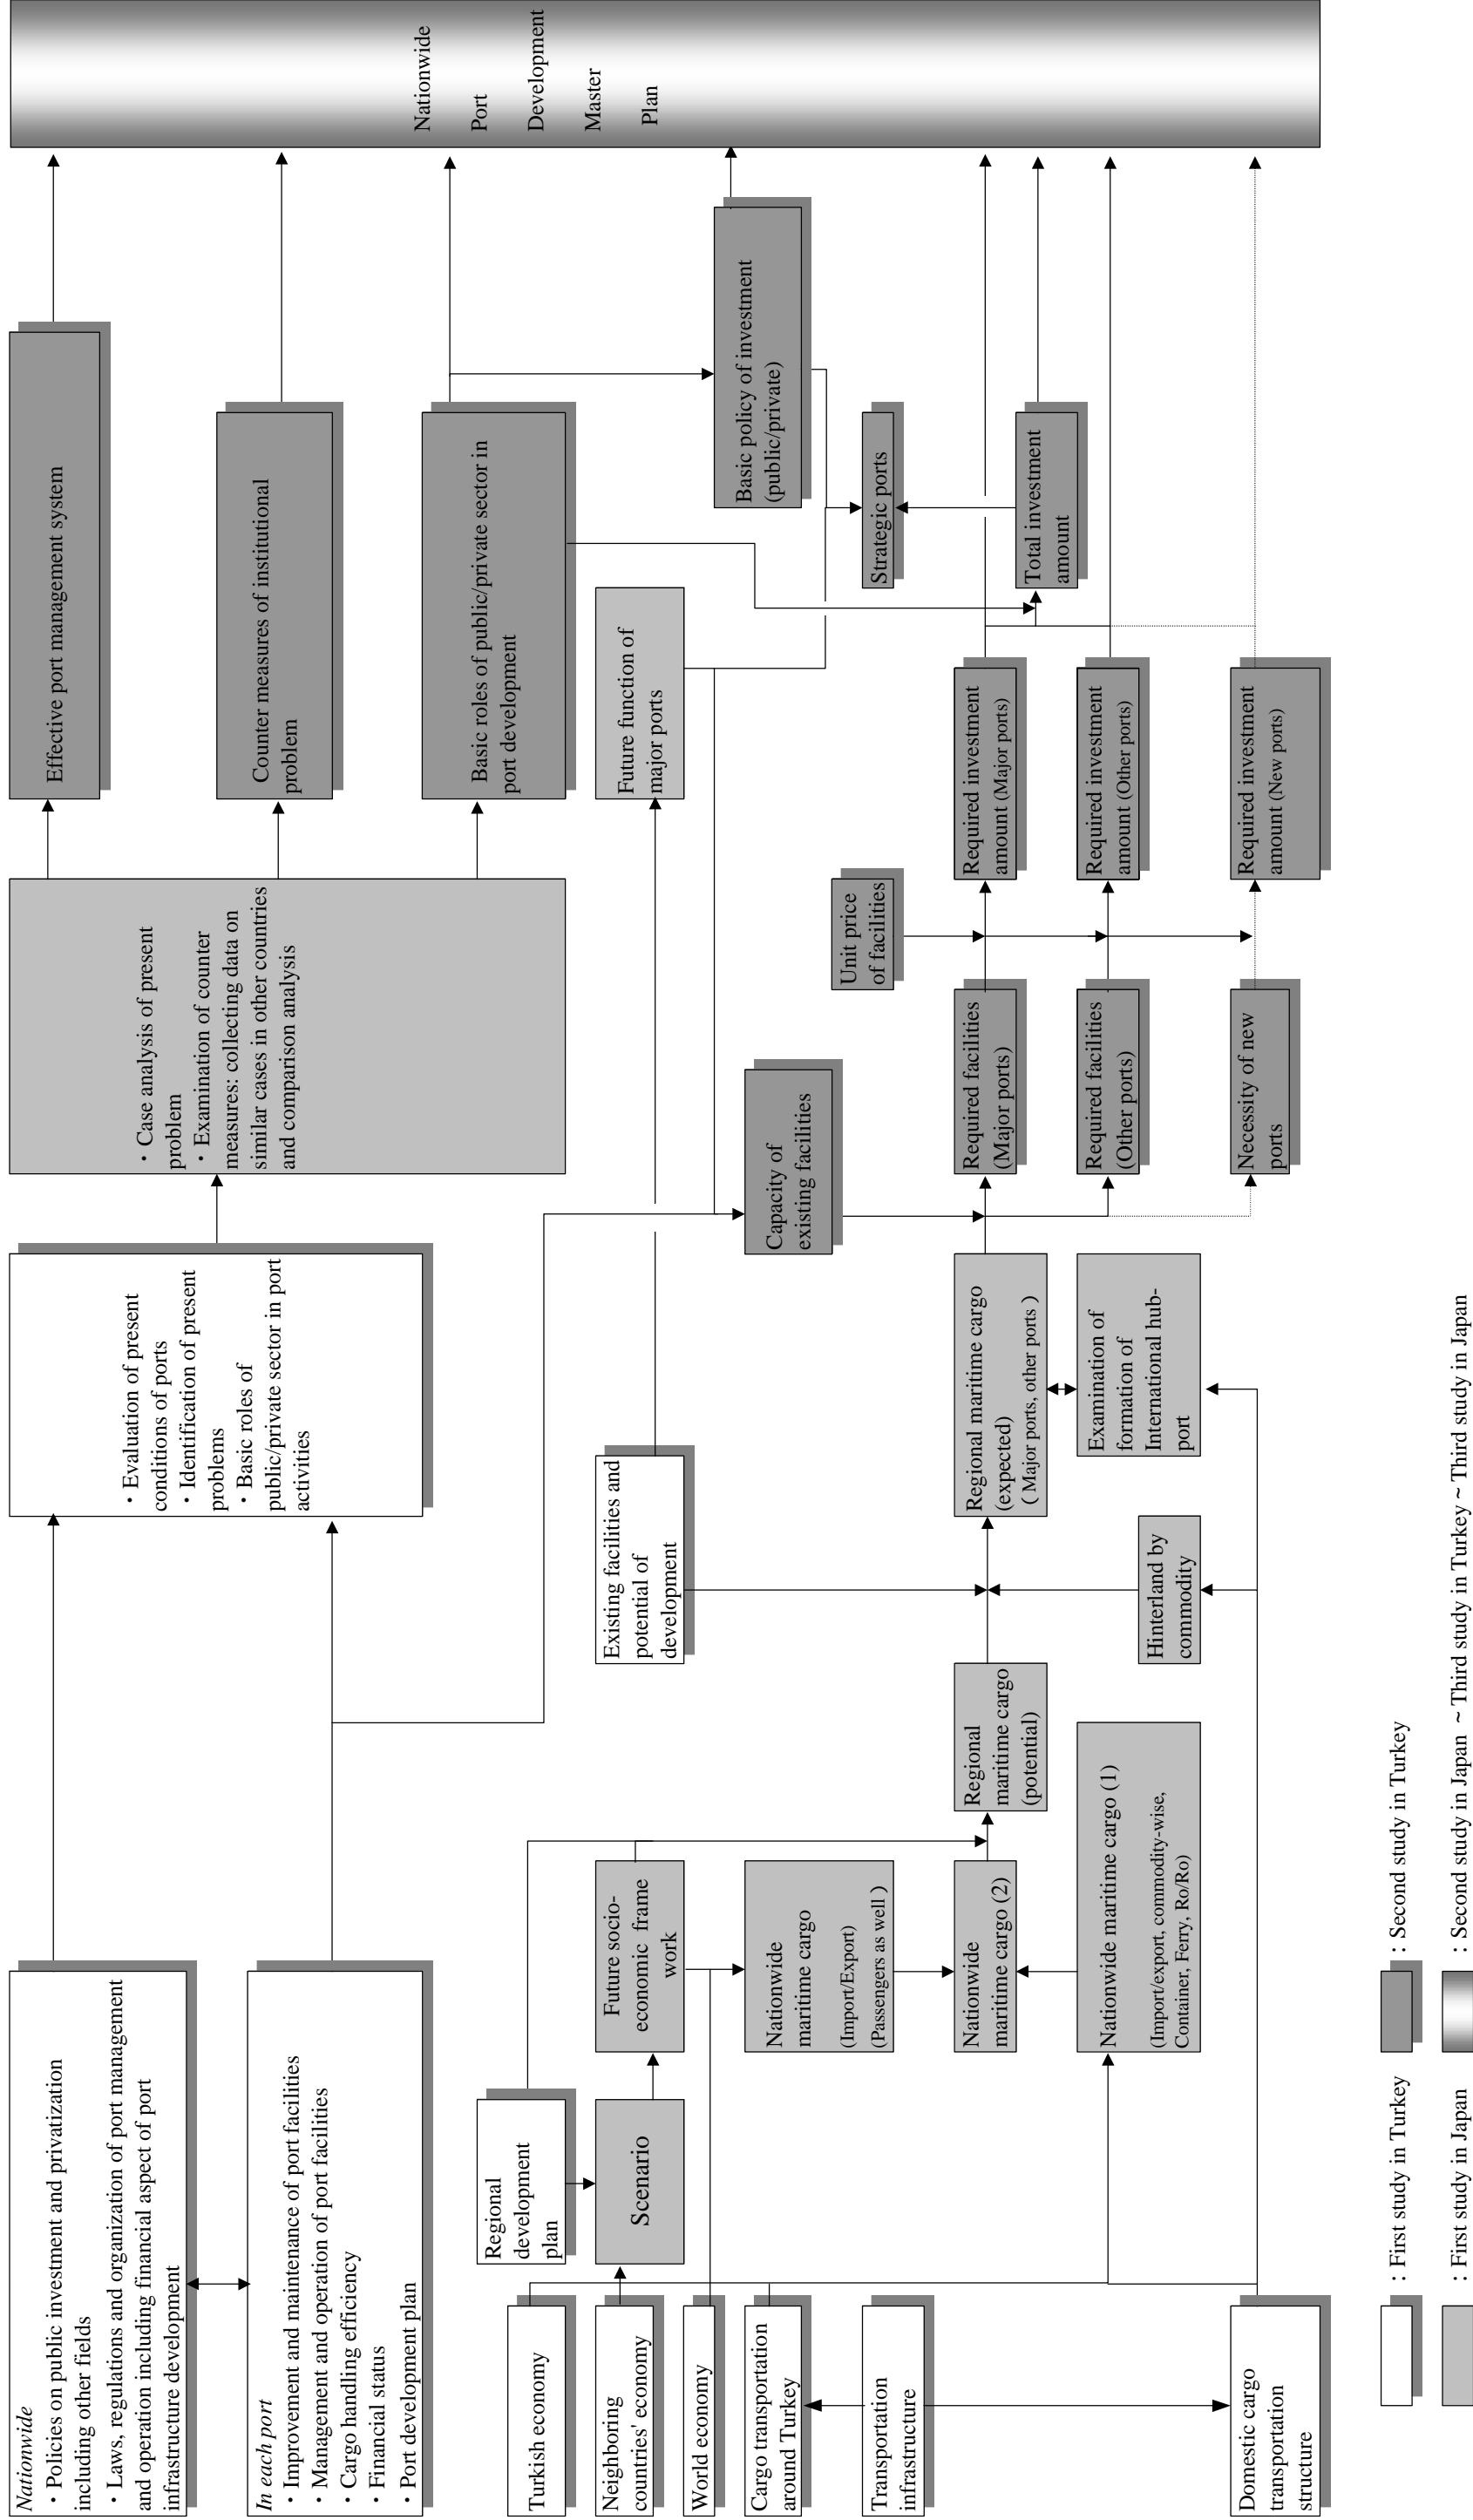 Nationwide
・Policies on public investment and privatization
including other fields
・Laws, regulations and organization of port management
and operation including financial aspect of port
infrastructure development
In each port
・Improvement and maintenance of port facilities
・Management and operation of port facilities
・Cargo handling efficiency
・Financial status
・Port development plan
・Evaluation of present
conditions of ports
・Identification of present
problems
・Basic roles of
public/private sector in port
activities
・Case analysis of present
problem
・Examination of counter
measures: collecting data on
similar cases in other countries
and comparison analysis
Effective port management system
Counter measures of institutional
problem
Basic roles of public/private sector in
port development
Nationwide
Port
Development
Master
Plan
Regional
development
plan
Turkish economy
Neighboring
countries' economy
World economy
Cargo transportation
around Turkey
Transportation
infrastructure
Domestic cargo
transportation
structure
Scenario
Future socio-
economic frame
work
Nationwide
maritime cargo
(Import/Export)
(Passengers as well )
Nationwide
maritime cargo (2)
Nationwide maritime cargo (1)
(Import/export, commodity-wise,
Container, Ferry, Ro/Ro)
Regional
maritime cargo
(potential)
Existing facilities and
potential of
development
Hinterland by
commodity
Regional maritime cargo
(expected)
( Major ports, other ports )
Examination of
formation of
International hub-
port
Capacity of
existing facilities
Required facilities
(Major ports)
Required facilities
(Other ports)
Necessity of new
ports
Unit price
of facilities
Future function of
major ports
Required investment
amount (Major ports)
Required investment
amount (Other ports)
Required investment
amount (New ports)
Basic policy of investment
(public/private)
Strategic ports
Total investment
amount
: First study in Turkey
: Second study in Turkey
: First study in Japan
: Second study in Japan ~ Third study in Turkey ~ Third study in Japan